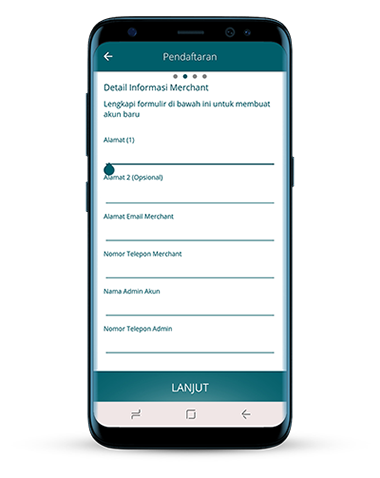 Pendaftaran
Detail Informasi Merchant
Lengkapi formulir di bawah ini untuk membuat
akun baru
Alamat (1)
Alamat 2 (Opsional)
Alamat Email Merchant
Nomor Telepon Merchant
Nama Admin Akun
Nomor Telepon Admin
LANJUT